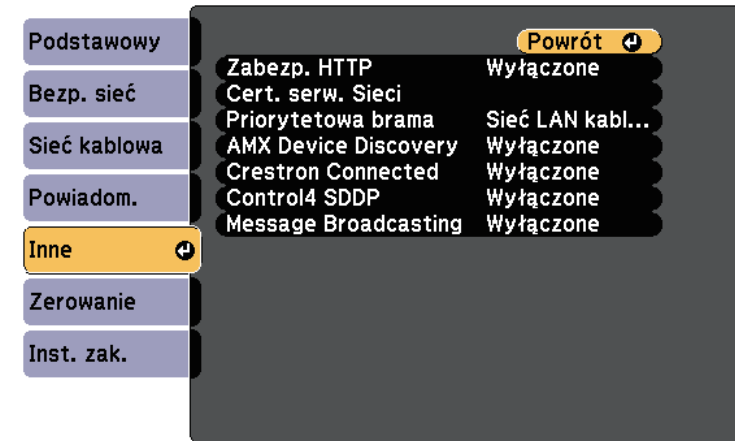 Podstawowy
Bezp. sieć
Sieć kablowa
Powiadom.
Inne
Zerowanie
Inst. zak.
Powrót
Zabezp. HTTP Wyłączone
Cert. serw. Sieci
Priorytetowa brama Sieć LAN kabl...
AMX Device Discovery Wyłączone
Crestron Connected Wyłączone
Control4 SDDP Wyłączone
Message Broadcasting Wyłączone